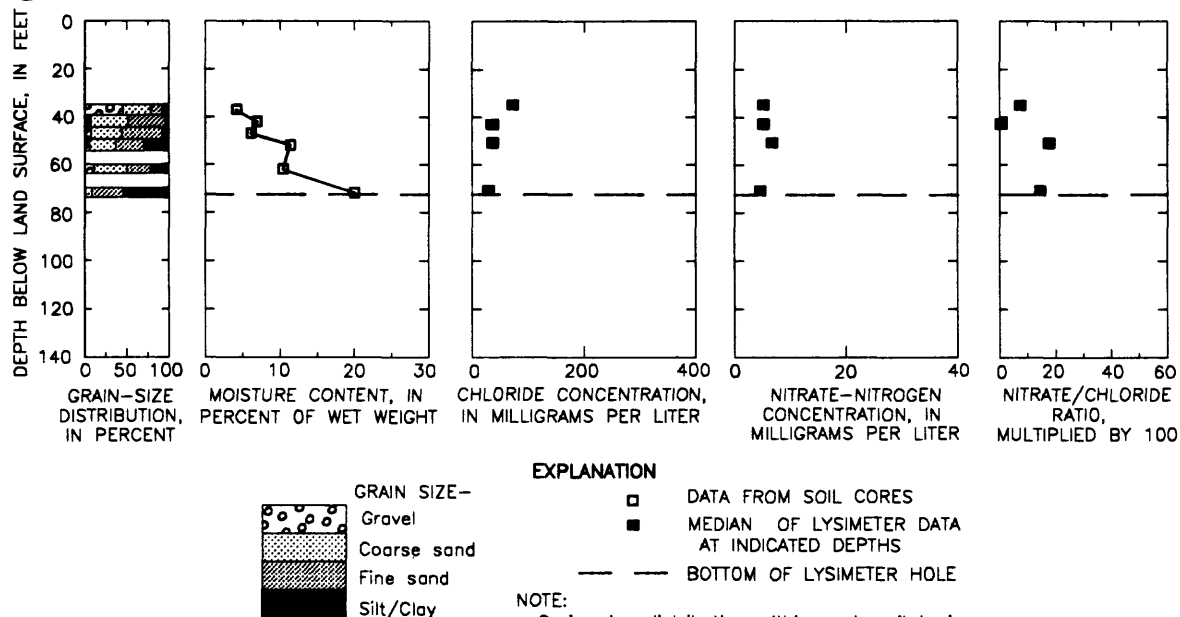 DEPTH BELOW LAND SURFACE, IN FEET
0
20
40
60
80
100
120
140
0 50 100
0 10 20 30
0 200 400
0 20 40
0 20 40 60
GRAIN-SIZE
DISTRIBUTION,
IN PERCENT
MOISTURE CONTENT, IN
PERCENT OF WET WEIGHT
CHLORIDE CONCENTRATION,
IN MILLIGRAMS PER LITER
NITRATE-NITROGEN
CONCENTRATION, IN
MILLIGRAMS PER LITER
NITRATE/CHLORIDE
RATIO,
MULTIPLIED BY 100
EXPLANATION
GRAIN SIZE-
Gravel
Coarse sand
Fine sand
Silt/Clay
DATA FROM SOIL CORES
MEDIAN OF LYSIMETER DATA
AT INDICATED DEPTHS
BOTTOM OF LYSIMETER HOLE
NOTE: